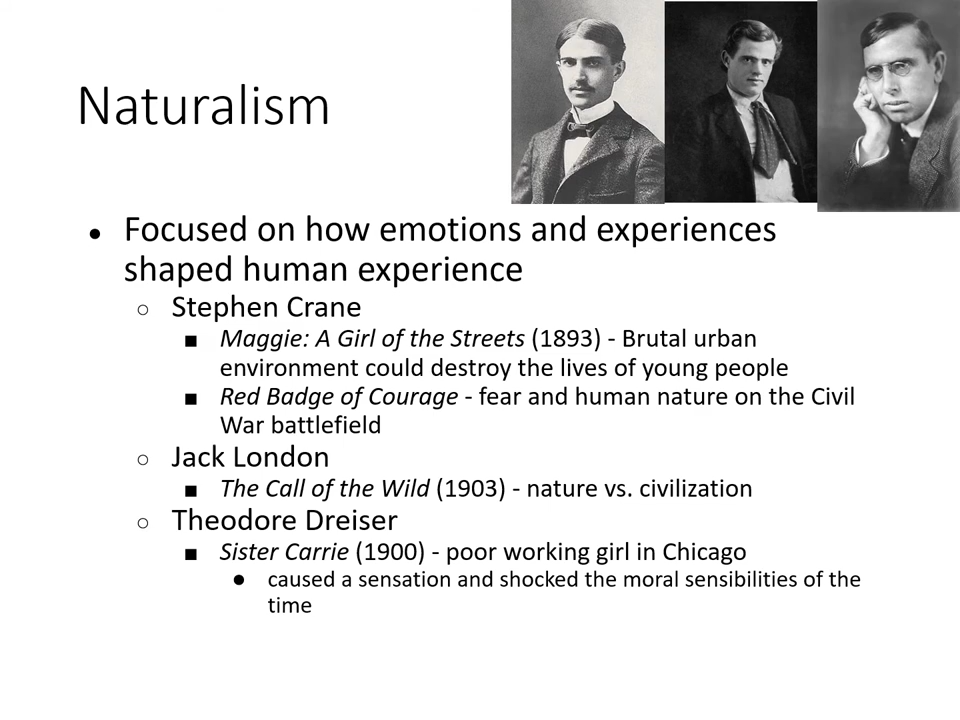 Naturalism
● Focused on how emotions and experiences
shaped human experience
○ Stephen Crane
■ Maggie: A Girl of the Streets (1893) - Brutal urban
environment could destroy the lives of young people
■ Red Badge of Courage - fear and human nature on the Civil
War battlefield
○ Jack London
■ The Call of the Wild (1903) - nature vs. civilization
○ Theodore Dreiser
■ Sister Carrie (1900) - poor working girl in Chicago
● caused a sensation and shocked the moral sensibilities of the
time